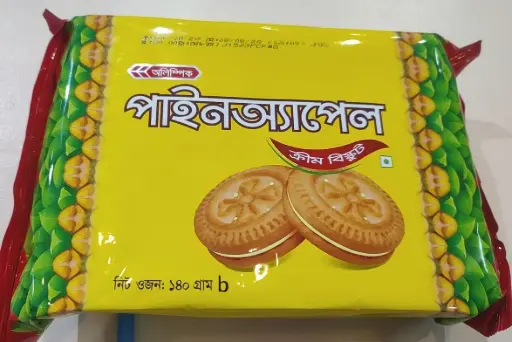 অলিম্পিক
পাইনঅ্যাপেল
ক্রীম বিস্কুট
নিট ওজন: ১৪০ গ্রাম b